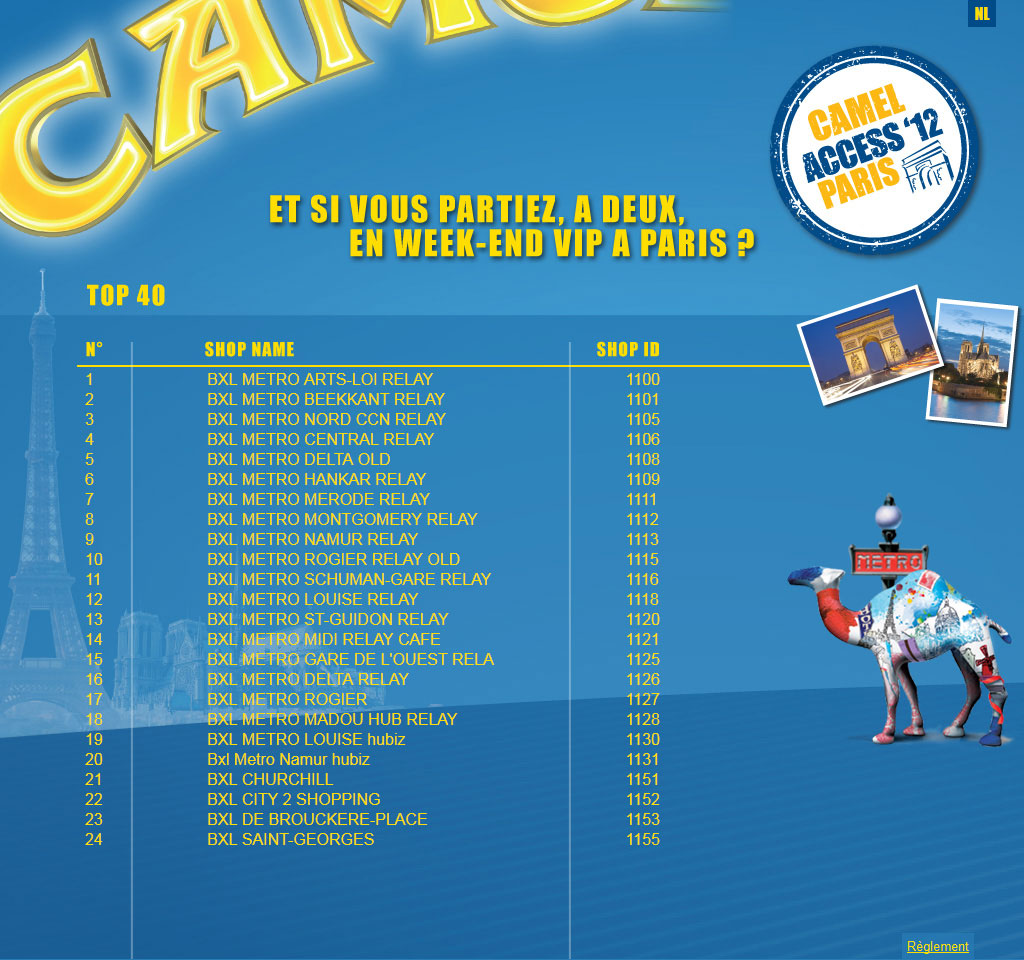 CAMEL
NL
CAMEL
ACCESS '12
PARIS
ET SI VOUS PARTIEZ, A DEUX,
EN WEEK-END VIP A PARIS ?
TOP 40
N° SHOP NAME SHOP ID
1 BXL METRO ARTS-LOI RELAY 1100
2 BXL METRO BEEKKANT RELAY 1101
3 BXL METRO NORD CCN RELAY 1105
4 BXL METRO CENTRAL RELAY 1106
5 BXL METRO DELTA OLD 1108
6 BXL METRO HANKAR RELAY 1109
7 BXL METRO MERODE RELAY 1111
8 BXL METRO MONTGOMERY RELAY 1112
9 BXL METRO NAMUR RELAY 1113
10 BXL METRO ROGIER RELAY OLD 1115
11 BXL METRO SCHUMAN-GARE RELAY 1116
12 BXL METRO LOUISE RELAY 1118
13 BXL METRO ST-GUIDON RELAY 1120
14 BXL METRO MIDI RELAY CAFE 1121
15 BXL METRO GARE DE L'OUEST RELA 1125
16 BXL METRO DELTA RELAY 1126
17 BXL METRO ROGIER 1127
18 BXL METRO MADOU HUB RELAY 1128
19 BXL METRO LOUISE hubiz 1130
20 Bxl Metro Namur hubiz 1131
21 BXL CHURCHILL 1151
22 BXL CITY 2 SHOPPING 1152
23 BXL DE BROUCKERE-PLACE 1153
24 BXL SAINT-GEORGES 1155
METRO
Règlement